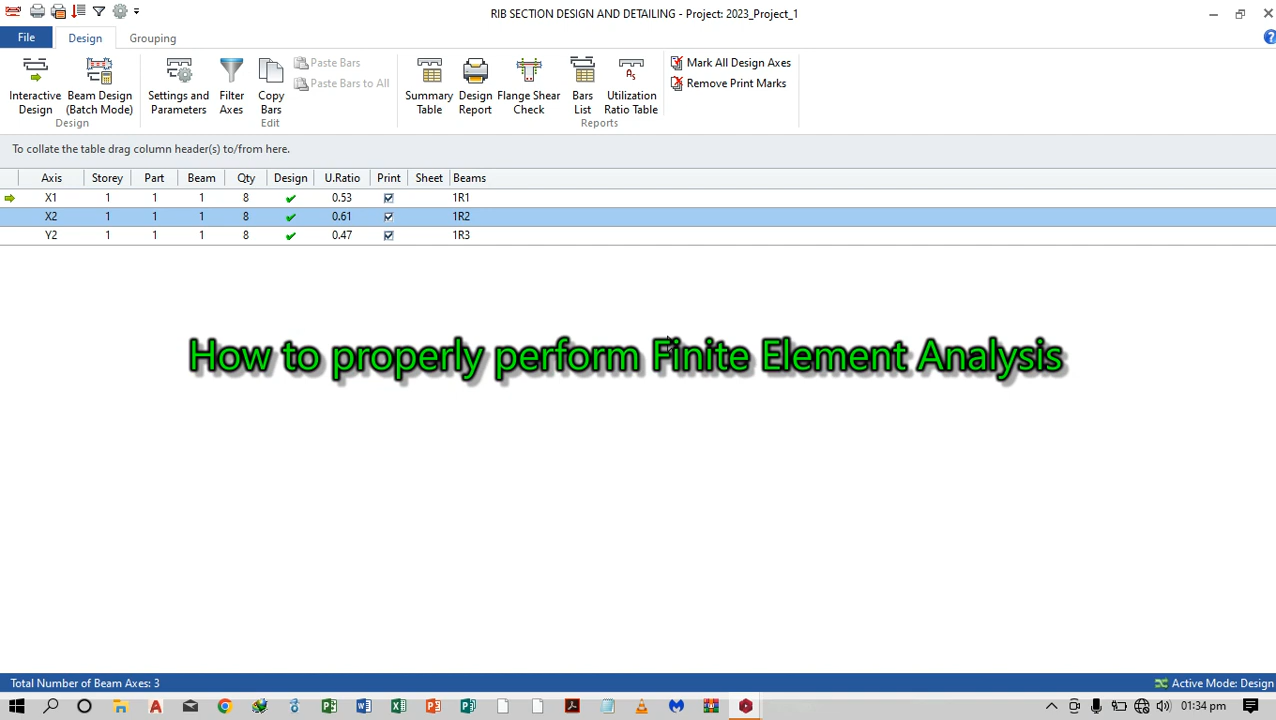 RIB SECTION DESIGN AND DETAILING - Project: 2023_Project_1
File Design Grouping
Interactive Design
Beam Design (Batch Mode)
Design
Settings and Parameters
Filter Axes
Copy Bars
Paste Bars
Paste Bars to All
Edit
Summary Table
Design Report
Flange Shear Check
Bars List
Utilization Ratio Table
Reports
Mark All Design Axes
Remove Print Marks
To collate the table drag column header(s) to/from here.
Axis Storey Part Beam Qty Design U.Ratio Print Sheet Beams
X1 1 1 1 8 0.53 1R1
X2 1 1 1 8 0.61 1R2
Y2 1 1 1 8 0.47 1R3
How to properly perform Finite Element Analysis
Total Number of Beam Axes: 3
Active Mode: Design
01:34 pm